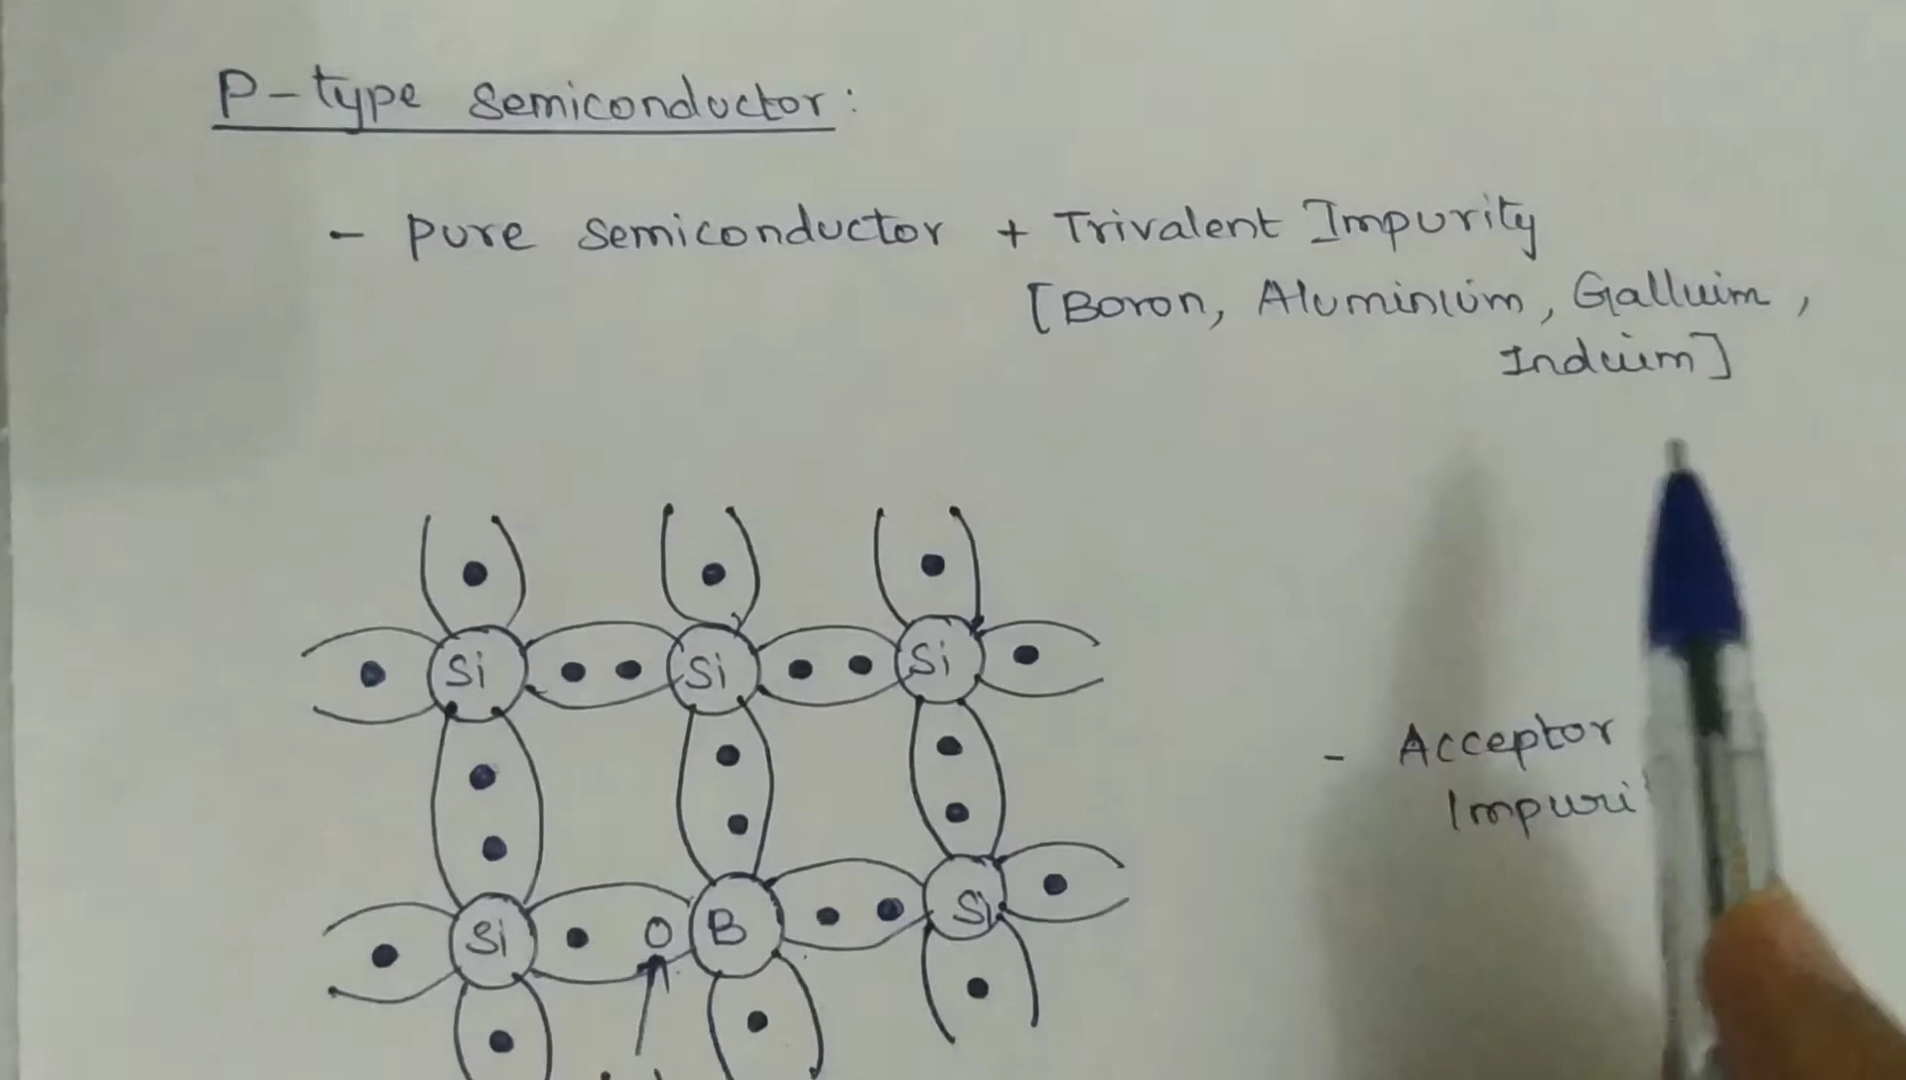 P-type semiconductor:
- pure semiconductor + Trivalent Impurity
[Boron, Aluminium, Galluim,
Induim]
Si Si Si
- Acceptor
Impuri
Si O B Si